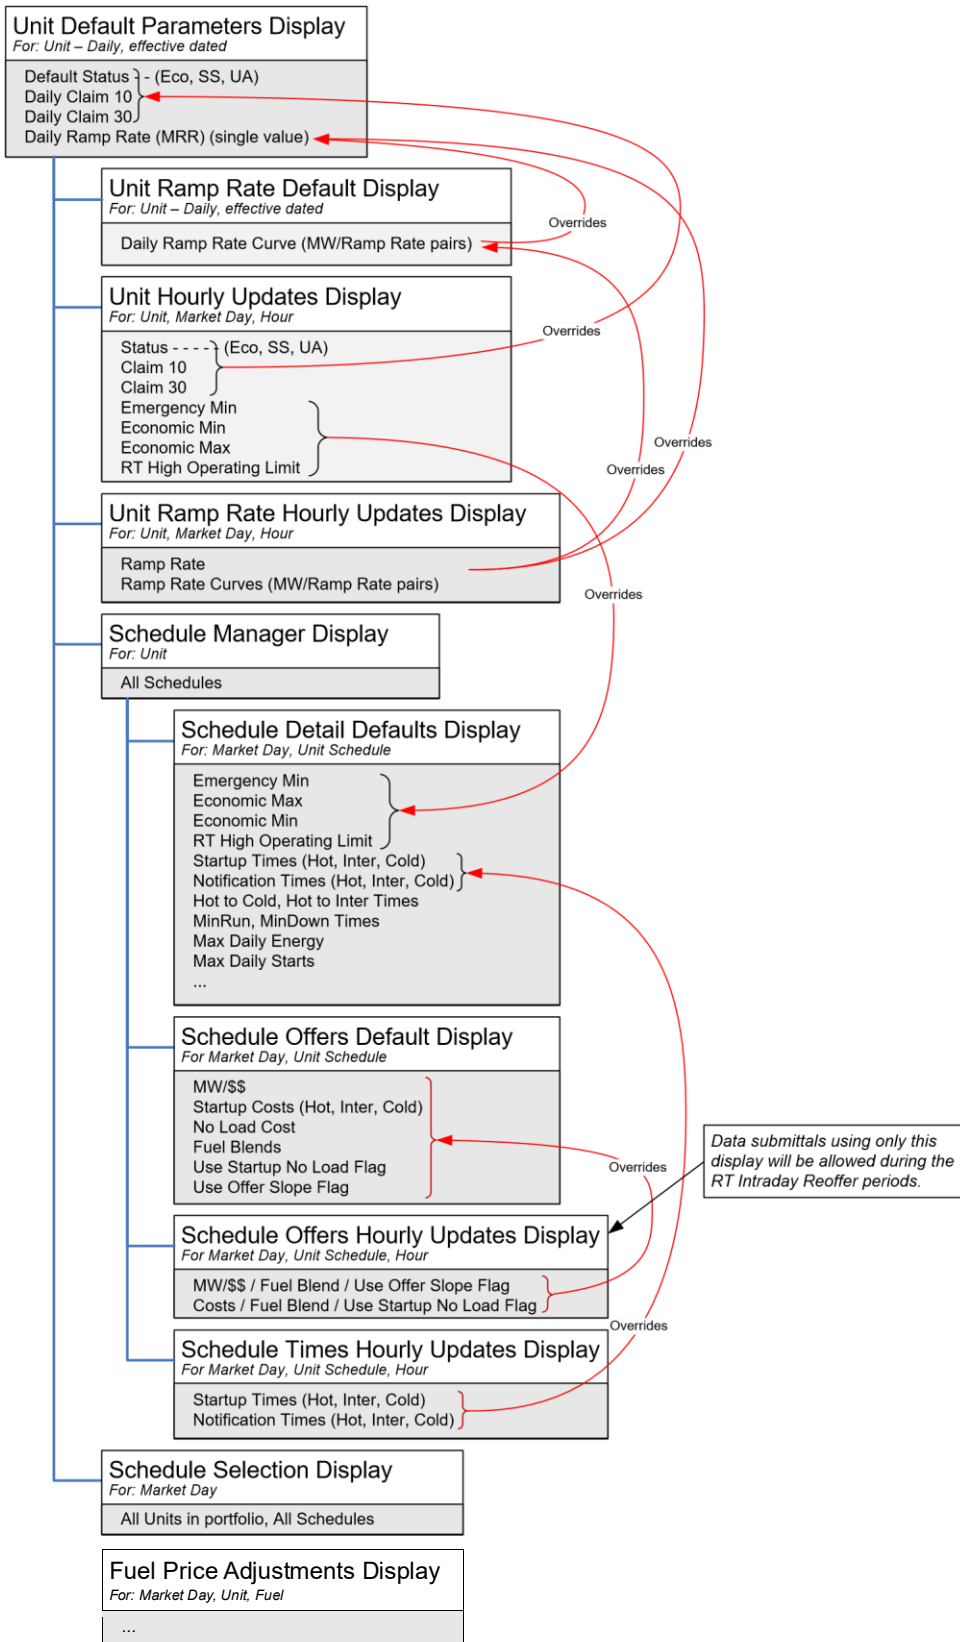 Unit Default Parameters Display
For: Unit – Daily, effective dated
Default Status - - (Eco, SS, UA)
Daily Claim 10
Daily Claim 30
Daily Ramp Rate (MRR) (single value)
Unit Ramp Rate Default Display
For: Unit – Daily, effective dated
Overrides
Daily Ramp Rate Curve (MW/Ramp Rate pairs)
Unit Hourly Updates Display
For: Unit, Market Day, Hour
Overrides
Status - - - - - (Eco, SS, UA)
Claim 10
Claim 30
Emergency Min
Economic Min
Economic Max
RT High Operating Limit
Overrides
Overrides
Unit Ramp Rate Hourly Updates Display
For: Unit, Market Day, Hour
Ramp Rate
Ramp Rate Curves (MW/Ramp Rate pairs)
Overrides
Schedule Manager Display
For: Unit
All Schedules
Schedule Detail Defaults Display
For: Market Day, Unit Schedule
Emergency Min
Economic Max
Economic Min
RT High Operating Limit
Startup Times (Hot, Inter, Cold)
Notification Times (Hot, Inter, Cold)
Hot to Cold, Hot to Inter Times
MinRun, MinDown Times
Max Daily Energy
Max Daily Starts
...
Schedule Offers Default Display
For Market Day, Unit Schedule
MW/$$
Startup Costs (Hot, Inter, Cold)
No Load Cost
Fuel Blends
Use Startup No Load Flag
Use Offer Slope Flag
Overrides
Data submittals using only this
display will be allowed during the
RT Intraday Reoffer periods.
Schedule Offers Hourly Updates Display
For Market Day, Unit Schedule, Hour
MW/$$ / Fuel Blend / Use Offer Slope Flag
Costs / Fuel Blend / Use Startup No Load Flag
Overrides
Schedule Times Hourly Updates Display
For Market Day, Unit Schedule, Hour
Startup Times (Hot, Inter, Cold)
Notification Times (Hot, Inter, Cold)
Schedule Selection Display
For: Market Day
All Units in portfolio, All Schedules
Fuel Price Adjustments Display
For: Market Day, Unit, Fuel
...